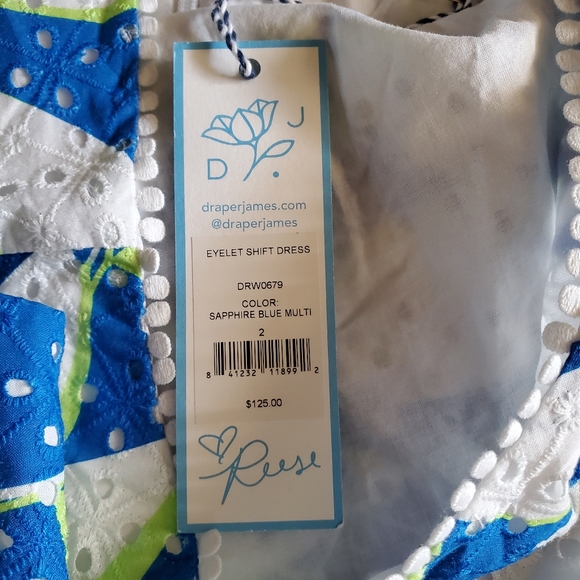 D J
draperjames.com
@draperjames
EYELET SHIFT DRESS
DRW0679
COLOR:
SAPPHIRE BLUE MULTI
2
8 41232 11899 2
$125.00
Reese